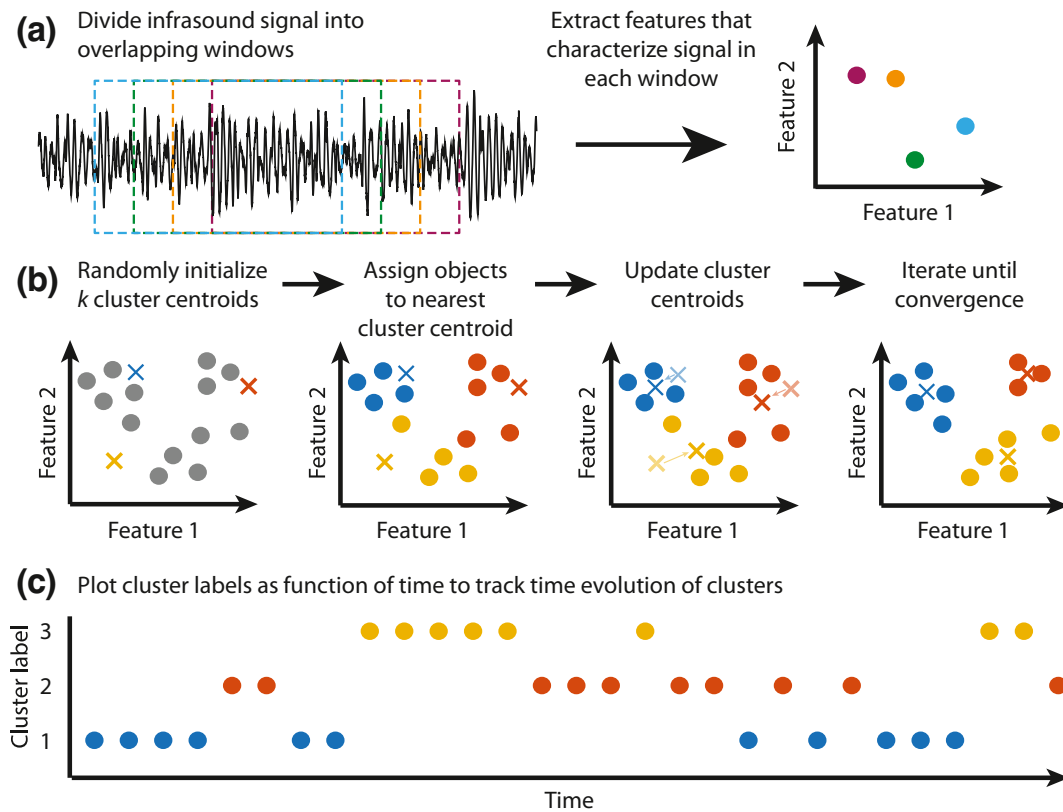 (a)
Divide infrasound signal into
overlapping windows
Extract features that
characterize signal in
each window
Feature 2
Feature 1
(b)
Randomly initialize
k cluster centroids
Assign objects
to nearest
cluster centroid
Update cluster
centroids
Iterate until
convergence
Feature 2
Feature 1
Feature 2
Feature 1
Feature 2
Feature 1
Feature 2
Feature 1
(c)
Plot cluster labels as function of time to track time evolution of clusters
Cluster label
3
2
1
Time